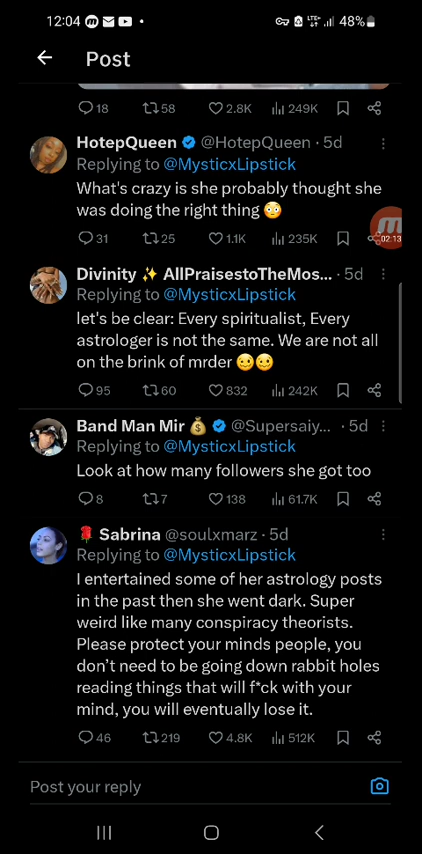 12:04 48%
Post
18 58 2.8K 249K
HotepQueen @HotepQueen · 5d
Replying to @MysticxLipstick
What's crazy is she probably thought she
was doing the right thing 😳
31 25 1.1K 235K
02:13
Divinity ✨ AllPraisestoTheMos... · 5d
Replying to @MysticxLipstick
let's be clear: Every spiritualist, Every
astrologer is not the same. We are not all
on the brink of mrder 🥴🥴
95 60 832 242K
Band Man Mir 💰 @Supersaiy... · 5d
Replying to @MysticxLipstick
Look at how many followers she got too
8 7 138 61.7K
🌹 Sabrina @soulxmarz · 5d
Replying to @MysticxLipstick
I entertained some of her astrology posts
in the past then she went dark. Super
weird like many conspiracy theorists.
Please protect your minds people, you
don't need to be going down rabbit holes
reading things that will f*ck with your
mind, you will eventually lose it.
46 219 4.8K 512K
Post your reply